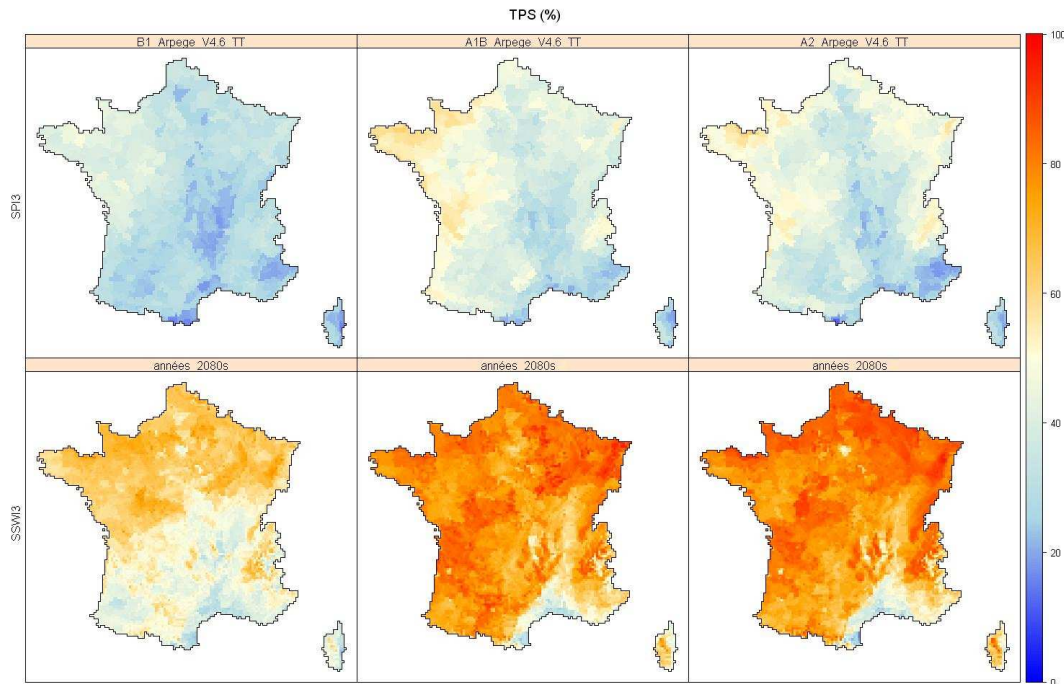 TPS (%)
B1 Arpege V4.6 TT
A1B Arpege V4.6 TT
A2 Arpege V4.6 TT
SPI3
années 2080s
années 2080s
années 2080s
SSWI3
100
80
60
40
20
0